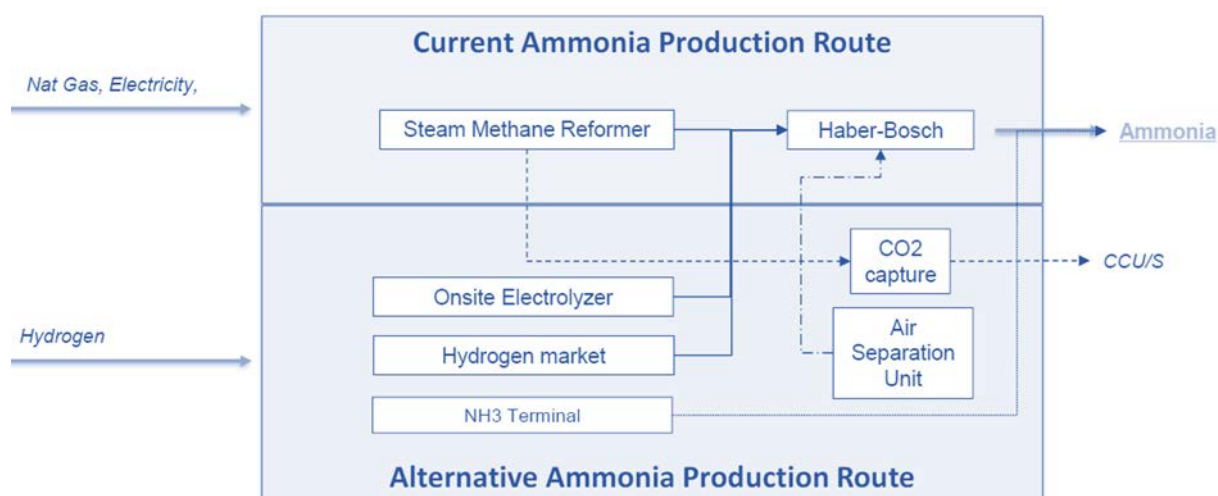 Current Ammonia Production Route
Nat Gas, Electricity,
Steam Methane Reformer
Haber-Bosch
Ammonia
CO2
capture
CCU/S
Onsite Electrolyzer
Hydrogen
Hydrogen market
Air
Separation
Unit
NH3 Terminal
Alternative Ammonia Production Route